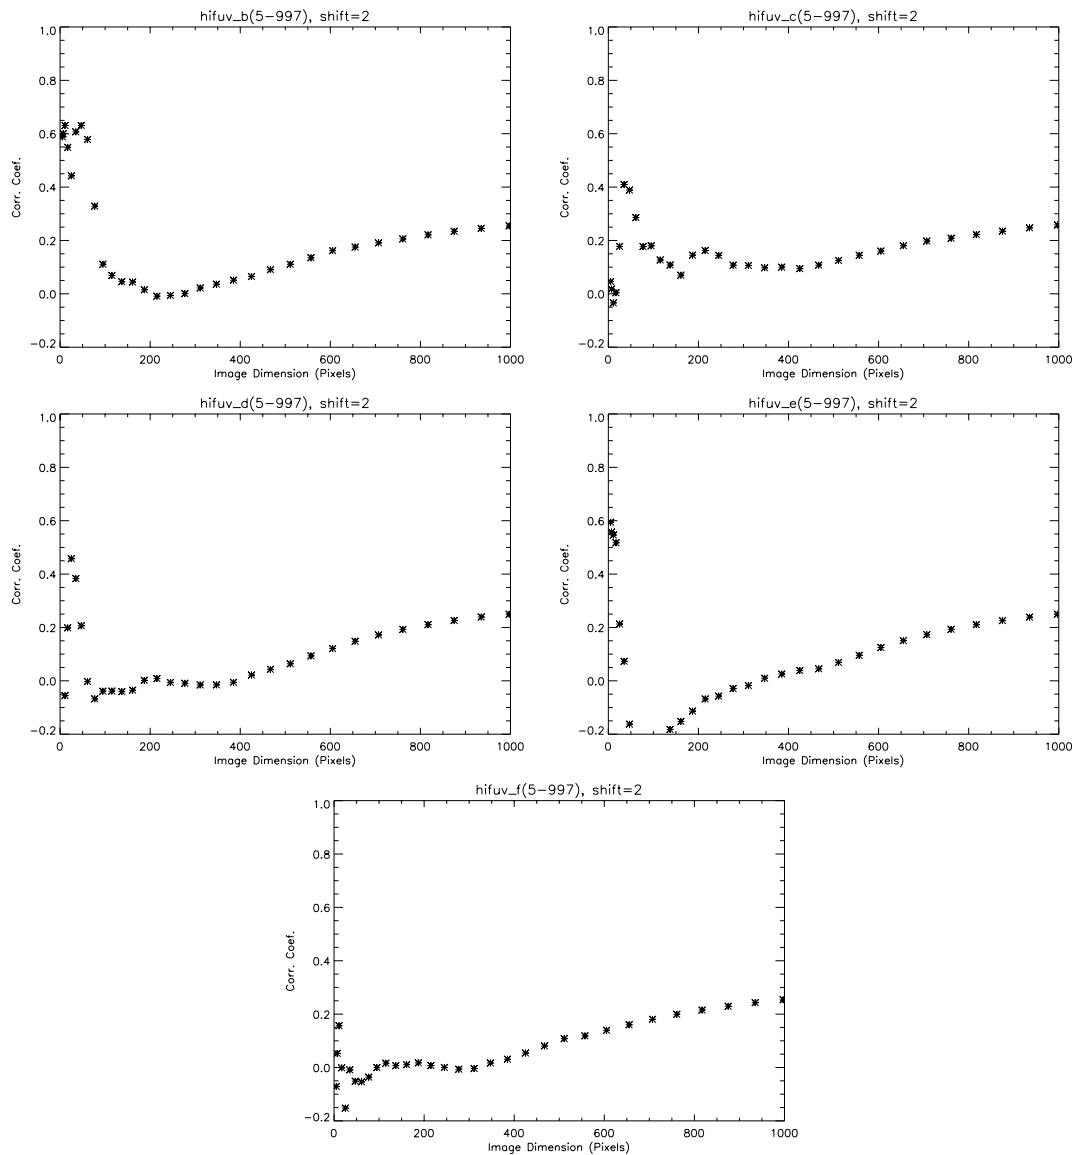 hifuv_b(5-997), shift=2
1.0
0.8
0.6
0.4
0.2
0.0
-0.2
Corr. Coef.
0 200 400 600 800 1000
Image Dimension (Pixels)
hifuv_c(5-997), shift=2
1.0
0.8
0.6
0.4
0.2
0.0
-0.2
Corr. Coef.
0 200 400 600 800 1000
Image Dimension (Pixels)
hifuv_d(5-997), shift=2
1.0
0.8
0.6
0.4
0.2
0.0
-0.2
Corr. Coef.
0 200 400 600 800 1000
Image Dimension (Pixels)
hifuv_e(5-997), shift=2
1.0
0.8
0.6
0.4
0.2
0.0
-0.2
Corr. Coef.
0 200 400 600 800 1000
Image Dimension (Pixels)
hifuv_f(5-997), shift=2
1.0
0.8
0.6
0.4
0.2
0.0
-0.2
Corr. Coef.
0 200 400 600 800 1000
Image Dimension (Pixels)